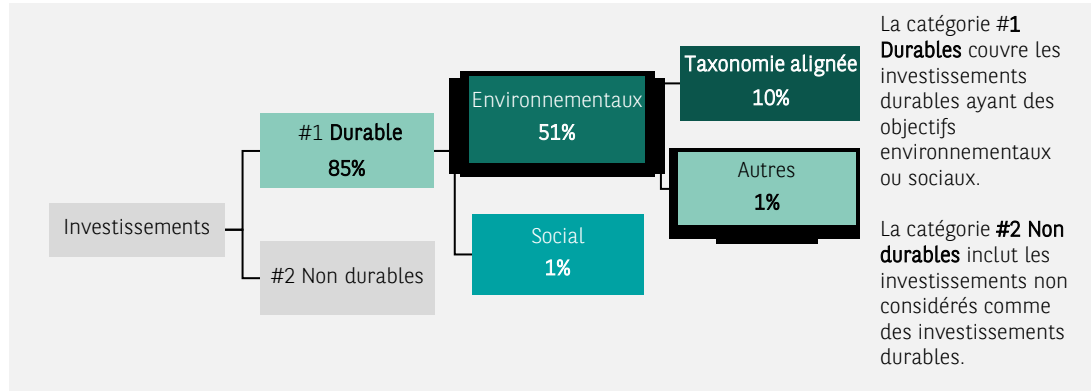 Investissements
#1 Durable
85%
#2 Non durables
Environnementaux
51%
Social
1%
Taxonomie alignée
10%
Autres
1%
La catégorie #1
Durables couvre les
investissements
durables ayant des
objectifs
environnementaux
ou sociaux.
La catégorie #2 Non
durables inclut les
investissements non
considérés comme
des investissements
durables.